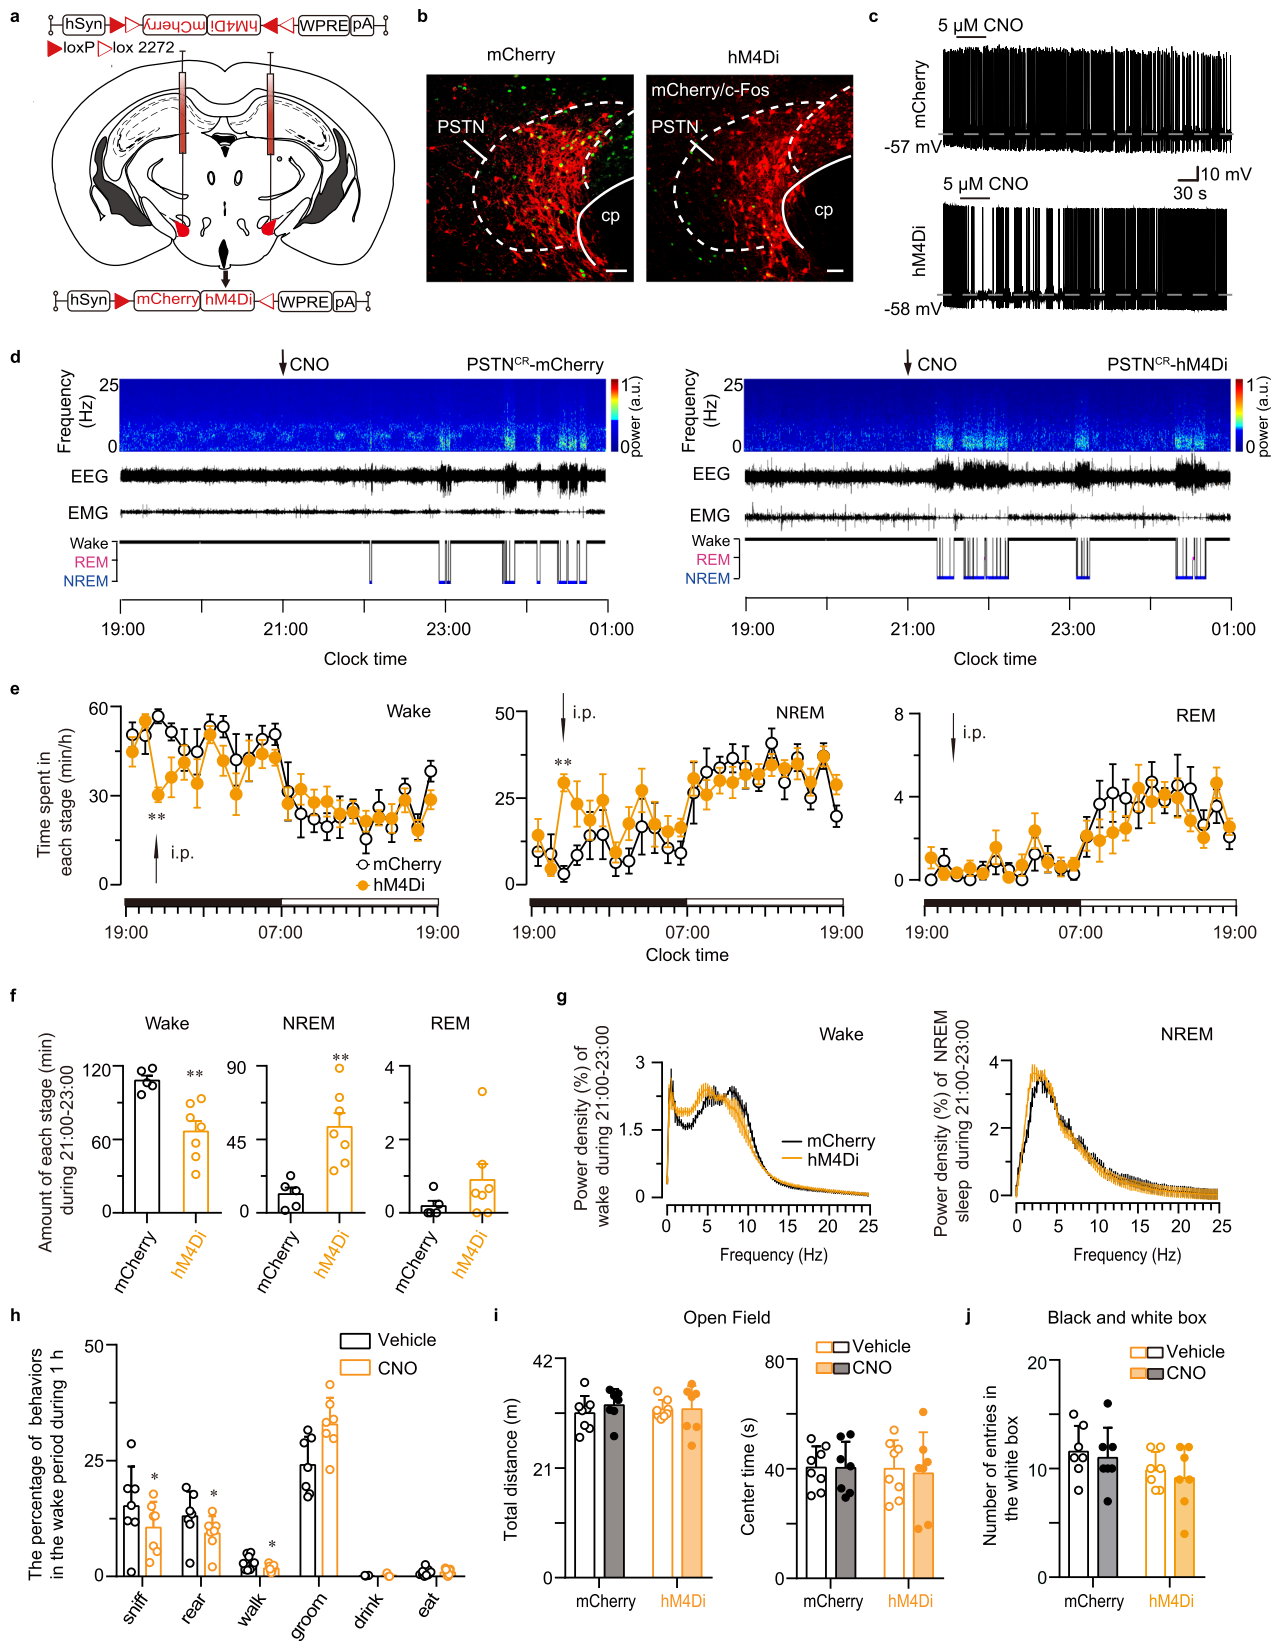 a
hSyn
mCherry
hM4Di
WPRE
pA
loxP
lox 2272
hSyn
mCherry
hM4Di
WPRE
pA
b
mCherry
hM4Di
PSTN
cp
mCherry/c-Fos
PSTN
cp
c
5 µM CNO
mCherry
-57 mV
10 mV
30 s
5 µM CNO
hM4Di
-58 mV
d
CNO
PSTNCR-mCherry
Frequency
(Hz)
25
0
1
0
power (a.u.)
EEG
EMG
Wake
REM
NREM
19:00
21:00
23:00
01:00
Clock time
CNO
PSTNCR-hM4Di
Frequency
(Hz)
25
0
1
0
power (a.u.)
EEG
EMG
Wake
REM
NREM
19:00
21:00
23:00
01:00
Clock time
e
Time spent in
each stage (min/h)
60
30
0
Wake
**
i.p.
mCherry
hM4Di
19:00
07:00
19:00
50
25
0
i.p.
NREM
**
19:00
07:00
19:00
Clock time
8
4
0
i.p.
REM
19:00
07:00
19:00
f
Amount of each stage (min)
during 21:00-23:00
Wake
120
60
0
**
mCherry
hM4Di
NREM
90
45
0
**
mCherry
hM4Di
REM
4
2
0
mCherry
hM4Di
g
Power density (%) of
wake during 21:00-23:00
Wake
3
1.5
0
mCherry
hM4Di
0 5 10 15 20 25
Frequency (Hz)
Power density (%) of NREM
sleep during 21:00-23:00
NREM
4
2
0
0 5 10 15 20 25
Frequency (Hz)
h
The percentage of behaviors
in the wake period during 1 h
50
25
0
Vehicle
CNO
*
*
*
sniff
rear
walk
groom
drink
eat
i
Open Field
Total distance (m)
42
21
0
mCherry
hM4Di
Center time (s)
80
40
0
Vehicle
CNO
mCherry
hM4Di
j
Black and white box
Number of entries in
the white box
20
10
0
Vehicle
CNO
mCherry
hM4Di